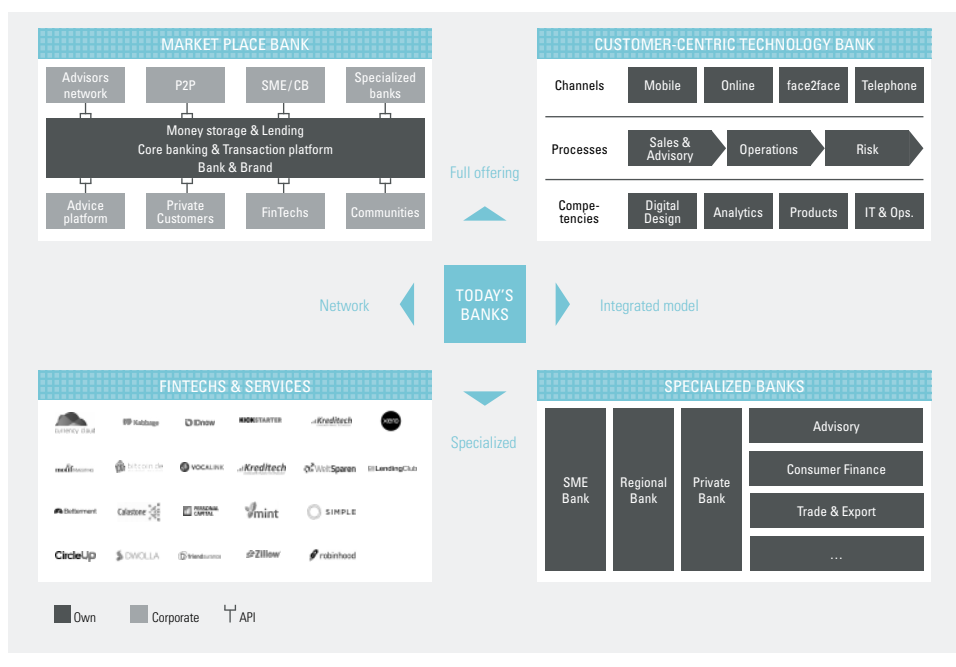 MARKET PLACE BANK
Advisors
network
P2P
SME/CB
Specialized
banks
Money storage & Lending
Core banking & Transaction platform
Bank & Brand
Advice
platform
Private
Customers
FinTechs
Communities
CUSTOMER-CENTRIC TECHNOLOGY BANK
Channels
Mobile
Online
face2face
Telephone
Processes
Sales &
Advisory
Operations
Risk
Compe-
tencies
Digital
Design
Analytics
Products
IT & Ops.
Full offering
Network
TODAY'S
BANKS
Integrated model
Specialized
FINTECHS & SERVICES
currency cloud
Kabbage
IDnow
KICKSTARTER
Kreditech
xero
bitcoin.de
VOCALINK
Kreditech
WeltSparen
LendingClub
Betterment
Calastone
PERSONAL
CAPITAL
mint
SIMPLE
CircleUp
DWOLLA
friendsurance
Zillow
robinhood
SPECIALIZED BANKS
SME
Bank
Regional
Bank
Private
Bank
Advisory
Consumer Finance
Trade & Export
...
Own
Corporate
API